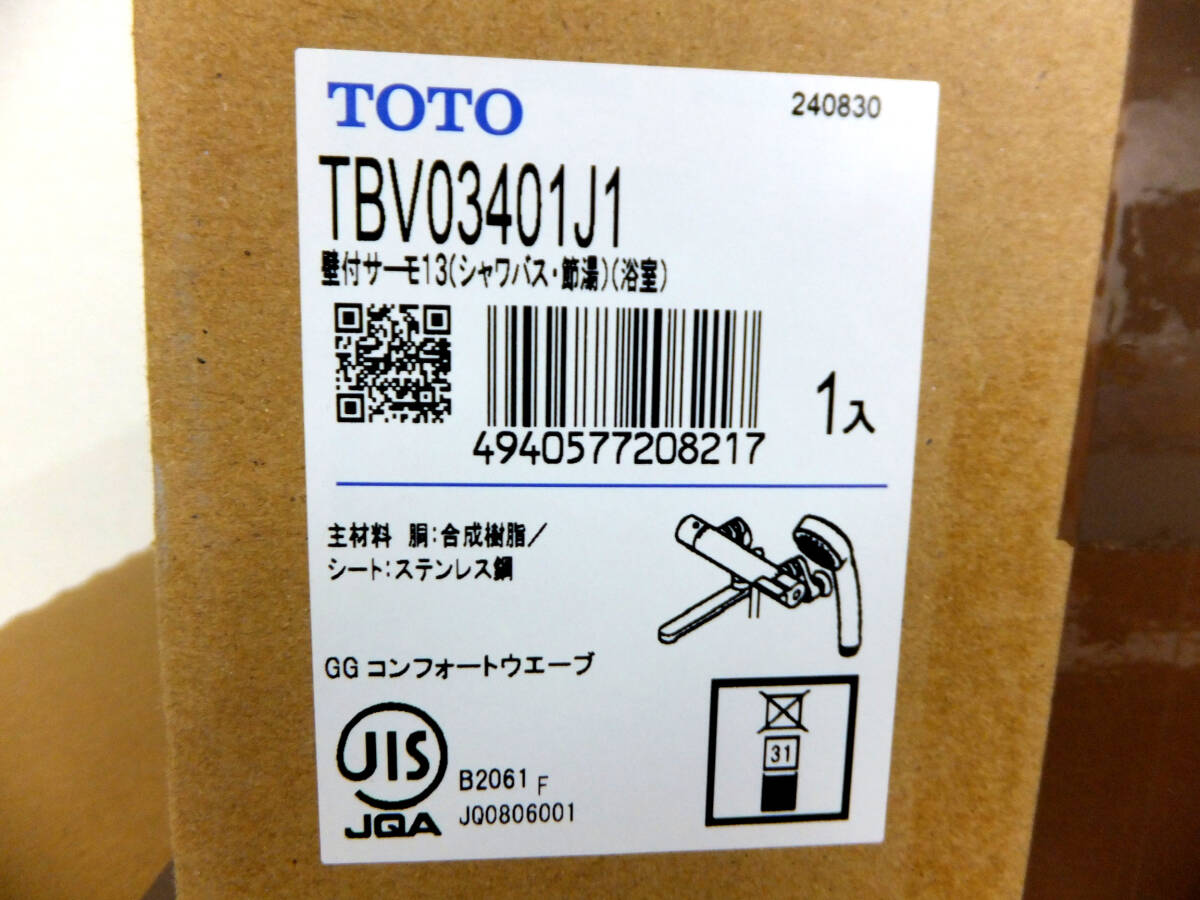 TOTO
240830
TBV03401J1
壁付サーモ13(シャワバス・節湯)(浴室)
4940577208217
1入
主材料 胴:合成樹脂/
シート:ステンレス鋼
GG コンフォートウエーブ
JIS
JQA
B2061 F
JQ0806001
31